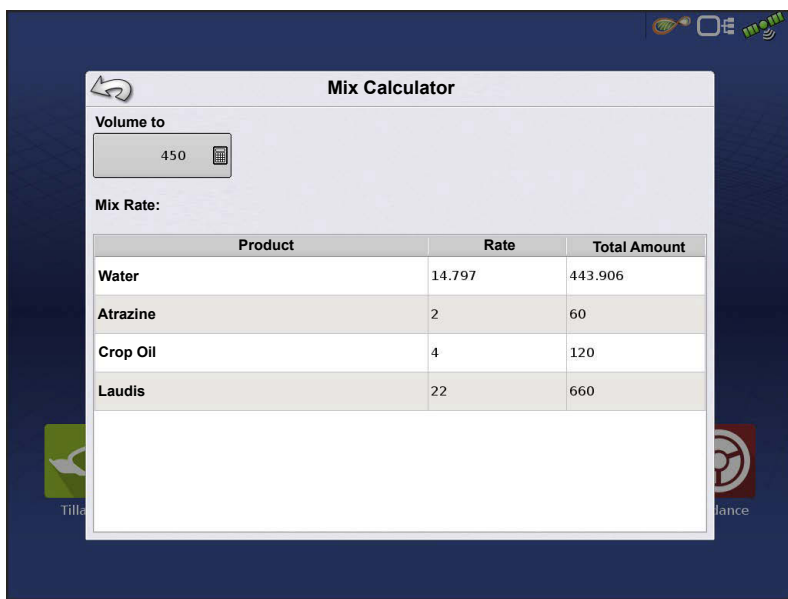 Mix Calculator
Volume to
450
Mix Rate:
Product Rate Total Amount
Water 14.797 443.906
Atrazine 2 60
Crop Oil 4 120
Laudis 22 660
Tilla dance